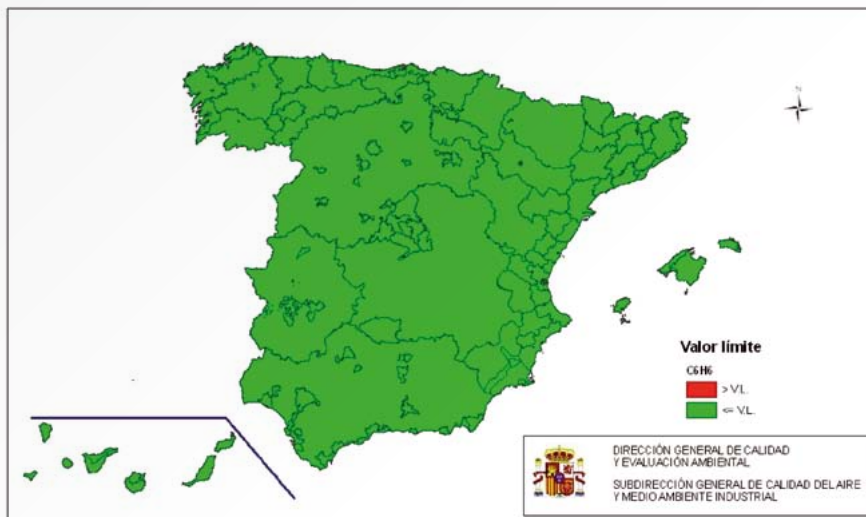 N
Valor límite
C6H6
> V.L.
<= V.L.
DIRECCIÓN GENERAL DE CALIDAD
Y EVALUACIÓN AMBIENTAL
SUBDIRECCIÓN GENERAL DE CALIDAD DEL AIRE
Y MEDIO AMBIENTE INDUSTRIAL